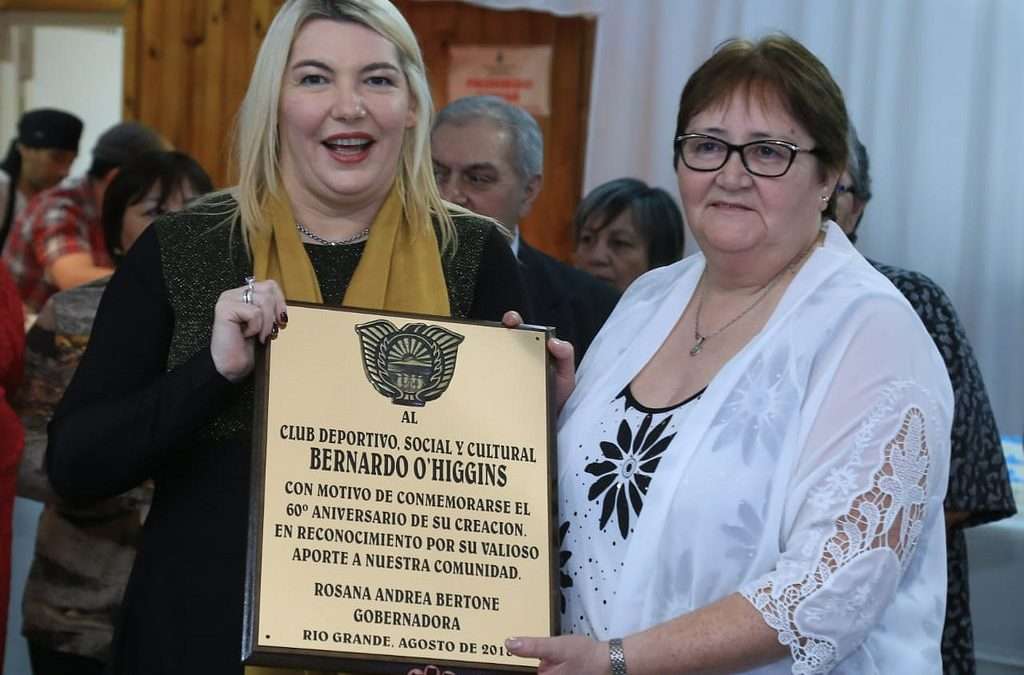 AL
CLUB DEPORTIVO, SOCIAL Y CULTURAL
BERNARDO O'HIGGINS
CON MOTIVO DE CONMEMORARSE EL
60º ANIVERSARIO DE SU CREACION,
EN RECONOCIMIENTO POR SU VALIOSO
APORTE A NUESTRA COMUNIDAD.
ROSANA ANDREA BERTONE
GOBERNADORA
RIO GRANDE, AGOSTO DE